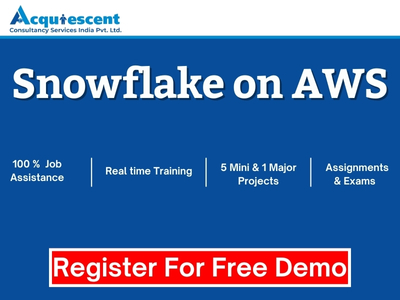 Acquiescent
Consultancy Services India Pvt. Ltd.
Snowflake on AWS
100 % Job
Assistance
Real time Training
5 Mini & 1 Major
Projects
Assignments
& Exams
Register For Free Demo